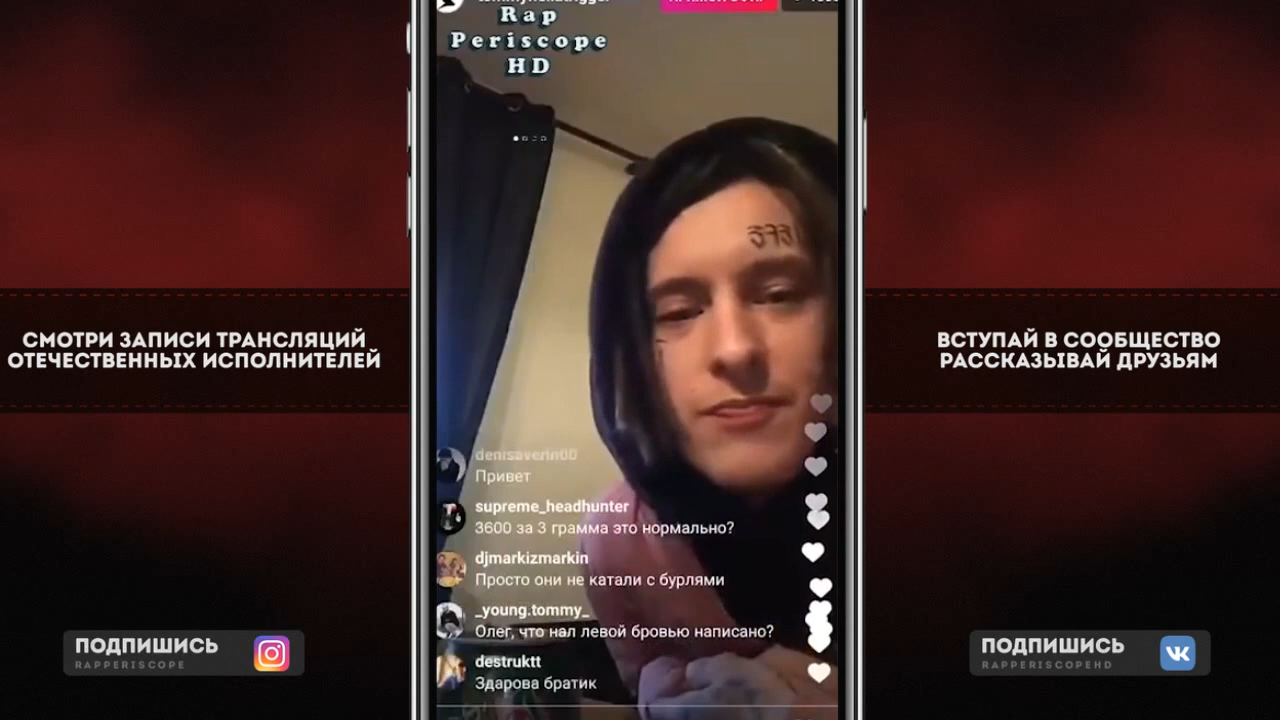 Rap
Periscope
HD
СМОТРИ ЗАПИСИ ТРАНСЛЯЦИЙ
ОТЕЧЕСТВЕННЫХ ИСПОЛНИТЕЛЕЙ
ВСТУПАЙ В СООБЩЕСТВО
РАССКАЗЫВАЙ ДРУЗЬЯМ
denisaverin00
Привет
supreme_headhunter
3600 за 3 грамма это нормально?
djmarkizmarkin
Просто они не катали с бурлями
_young.tommy_
Олег, что нал левой бровью написано?
destruktt
Здарова братик
ПОДПИШИСЬ
RAPPERISCOPE
ПОДПИШИСЬ
RAPPERISCOPEHD